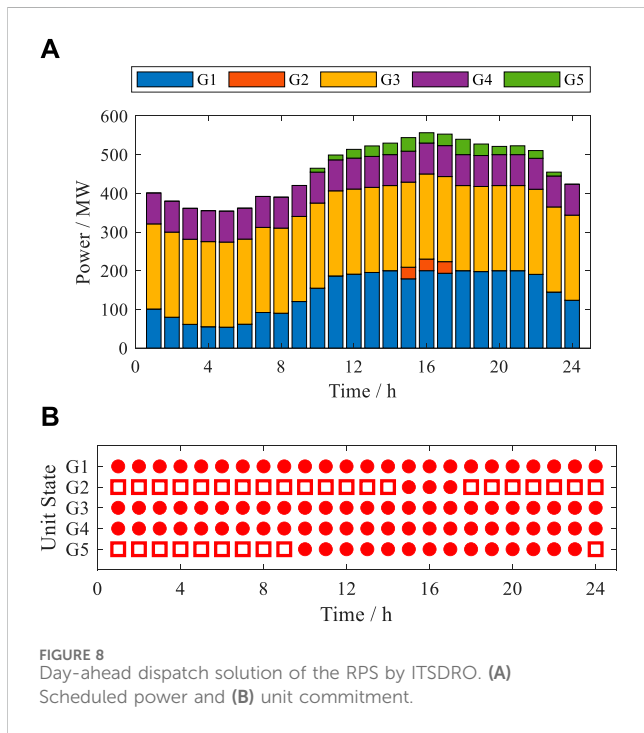 A
G1 G2 G3 G4 G5
600
500
400
300
200
100
0
Power / MW
0 4 8 12 16 20 24
Time / h
B
G1
G2
G3
G4
G5
Unit State
0 4 8 12 16 20 24
Time / h
FIGURE 8
Day-ahead dispatch solution of the RPS by ITSDRO. (A)
Scheduled power and (B) unit commitment.